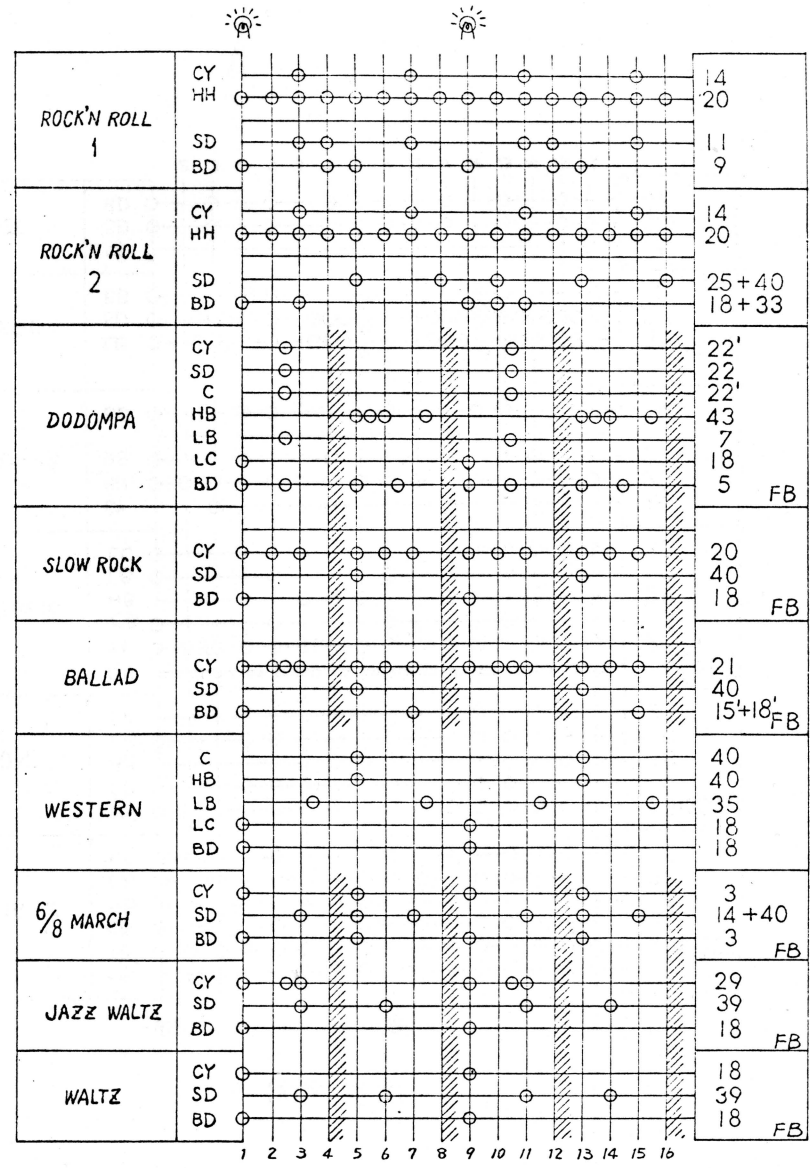 ROCK'N ROLL
1
CY 14
HH 20
SD 11
BD 9
ROCK'N ROLL
2
CY 14
HH 20
SD 25+40
BD 18+33
DODOMPA
CY 22'
SD 22
C 22'
HB 43
LB 7
LC 18
BD 5
FB
SLOW ROCK
CY 20
SD 40
BD 18
FB
BALLAD
CY 21
SD 40
BD 15'+18'
FB
WESTERN
C 40
HB 40
LB 35
LC 18
BD 18
6/8 MARCH
CY 3
SD 14+40
BD 3
FB
JAZZ WALTZ
CY 29
SD 39
BD 18
FB
WALTZ
CY 18
SD 39
BD 18
FB
1 2 3 4 5 6 7 8 9 10 11 12 13 14 15 16